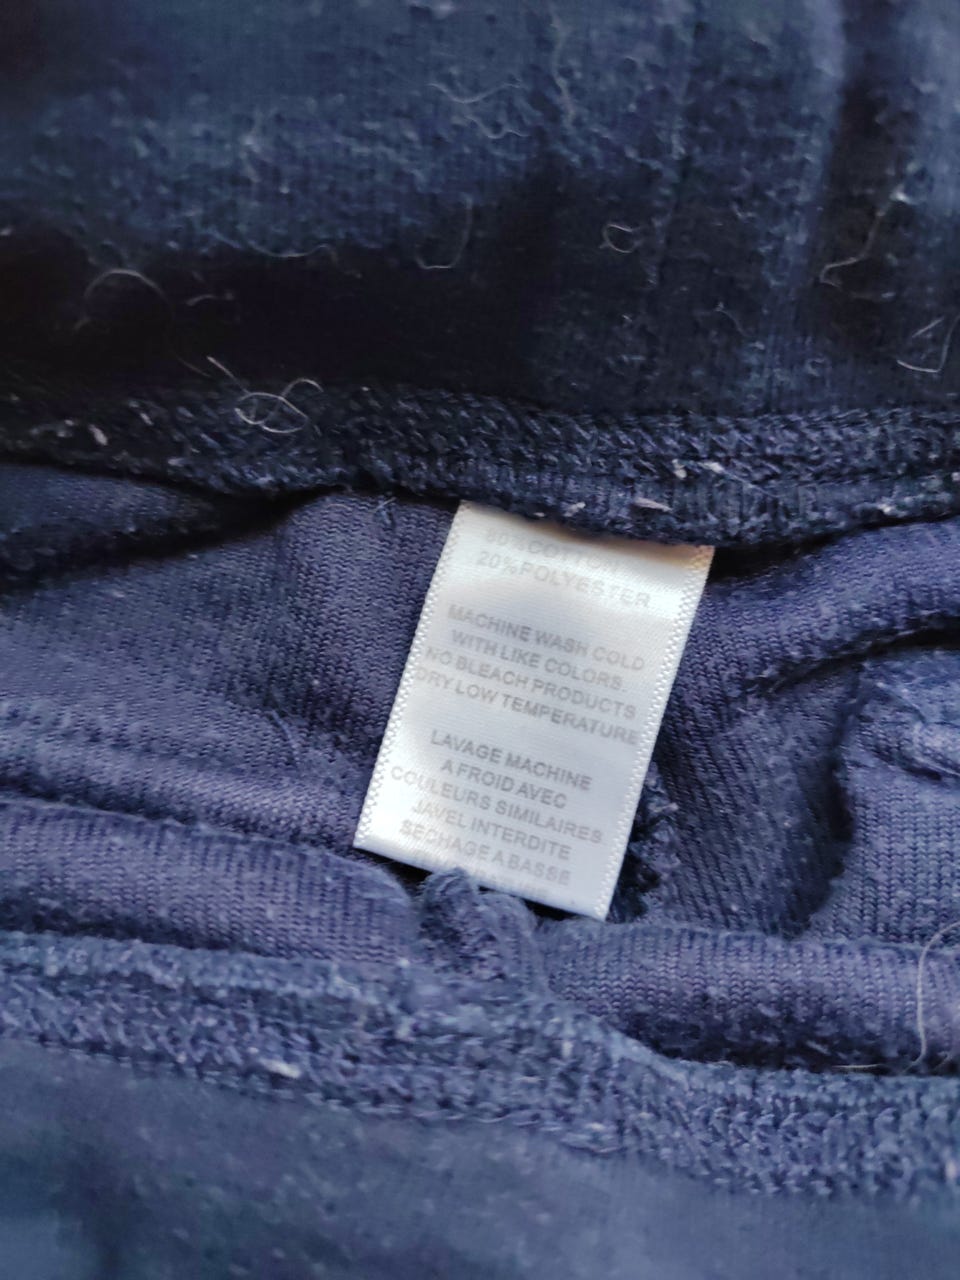 80%COTTON
20%POLYESTER
MACHINE WASH COLD
WITH LIKE COLORS.
NO BLEACH PRODUCTS
DRY LOW TEMPERATURE
LAVAGE MACHINE
A FROID AVEC
COULEURS SIMILAIRES
JAVEL INTERDITE
SECHAGE A BASSE